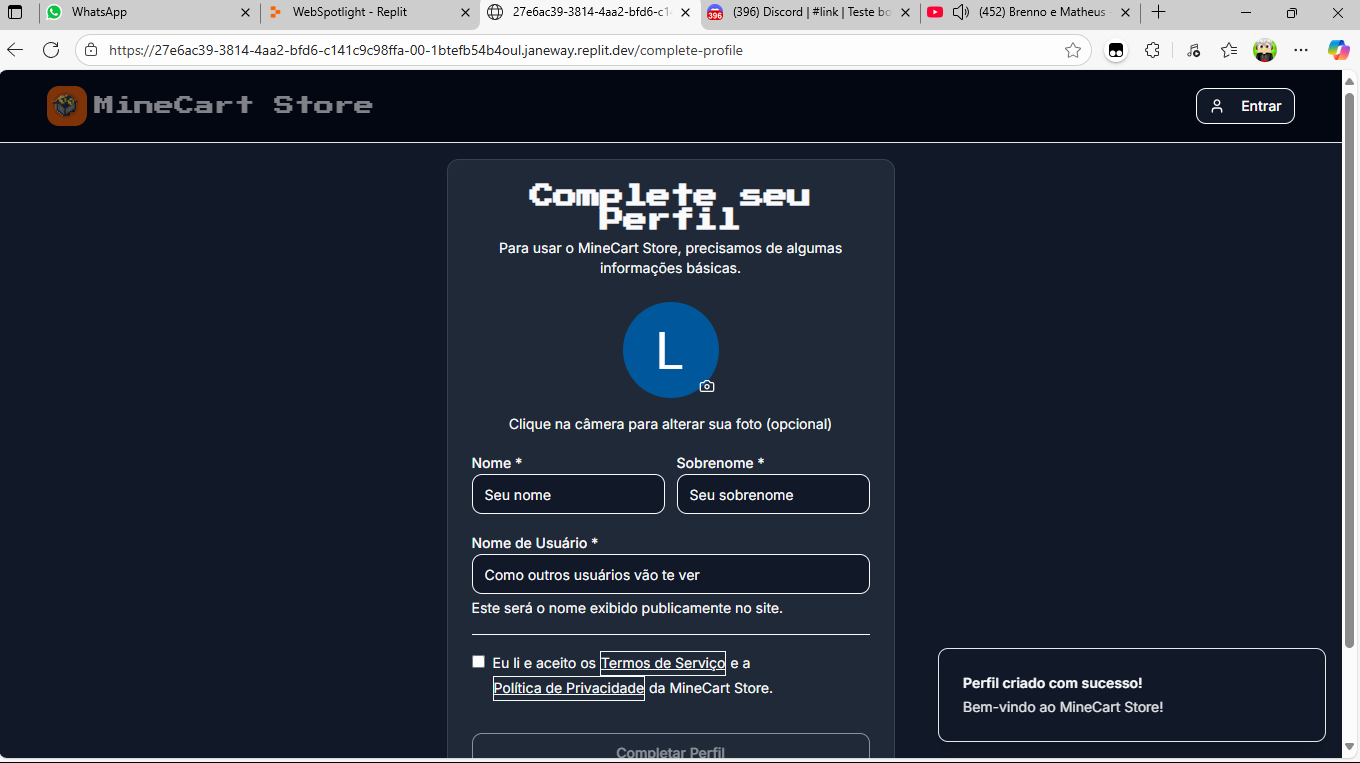 WhatsApp
WebSpotlight - Replit
27e6ac39-3814-4aa2-bfd6-c1
396
(396) Discord | #link | Teste bo
(452) Brenno e Matheus
https://27e6ac39-3814-4aa2-bfd6-c141c9c98ffa-00-1btefb54b4oul.janeway.replit.dev/complete-profile
MineCart Store
Entrar
Complete seu
Perfil
Para usar o MineCart Store, precisamos de algumas
informações básicas.
L
Clique na câmera para alterar sua foto (opcional)
Nome * Sobrenome *
Seu nome Seu sobrenome
Nome de Usuário *
Como outros usuários vão te ver
Este será o nome exibido publicamente no site.
Eu li e aceito os Termos de Serviço e a
Política de Privacidade da MineCart Store.
Completar Perfil
Perfil criado com sucesso!
Bem-vindo ao MineCart Store!